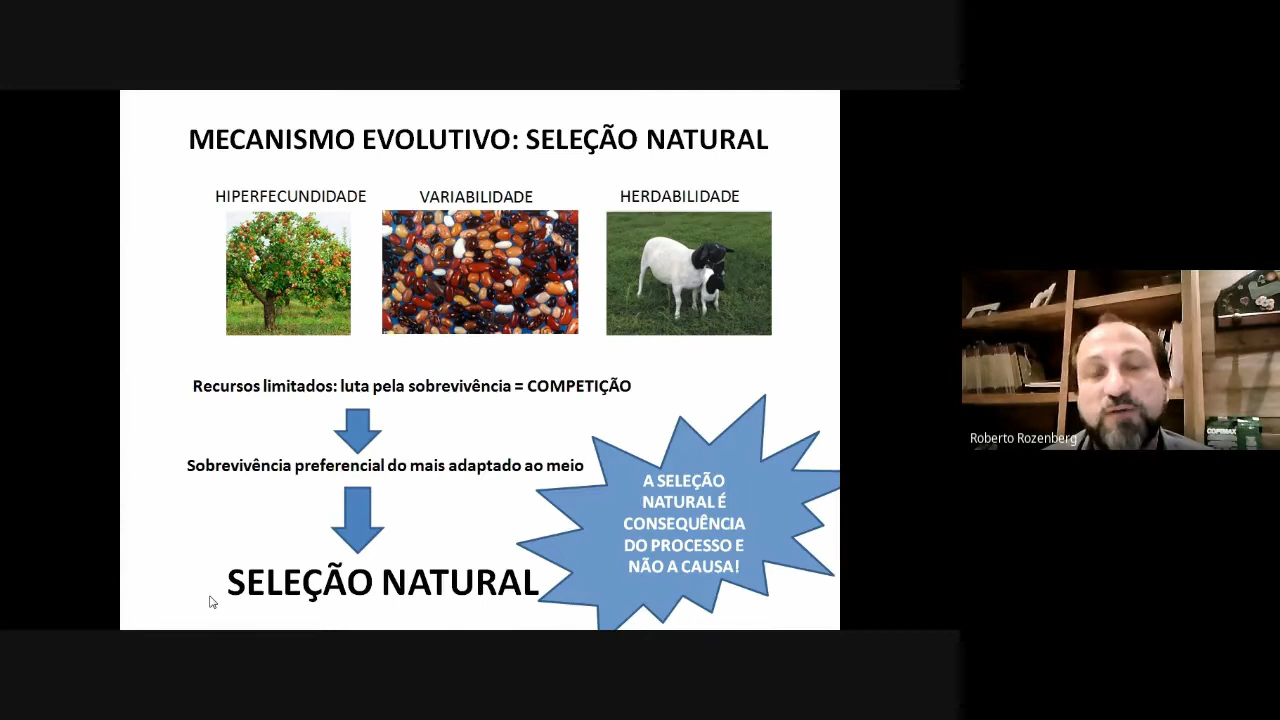 MECANISMO EVOLUTIVO: SELEÇÃO NATURAL
HIPERFECUNDIDADE
VARIABILIDADE
HERDABILIDADE
Recursos limitados: luta pela sobrevivência = COMPETIÇÃO
Sobrevivência preferencial do mais adaptado ao meio
SELEÇÃO NATURAL
A SELEÇÃO
NATURAL É
CONSEQUÊNCIA
DO PROCESSO E
NÃO A CAUSA!
Roberto Rozenberg
COPIMAX